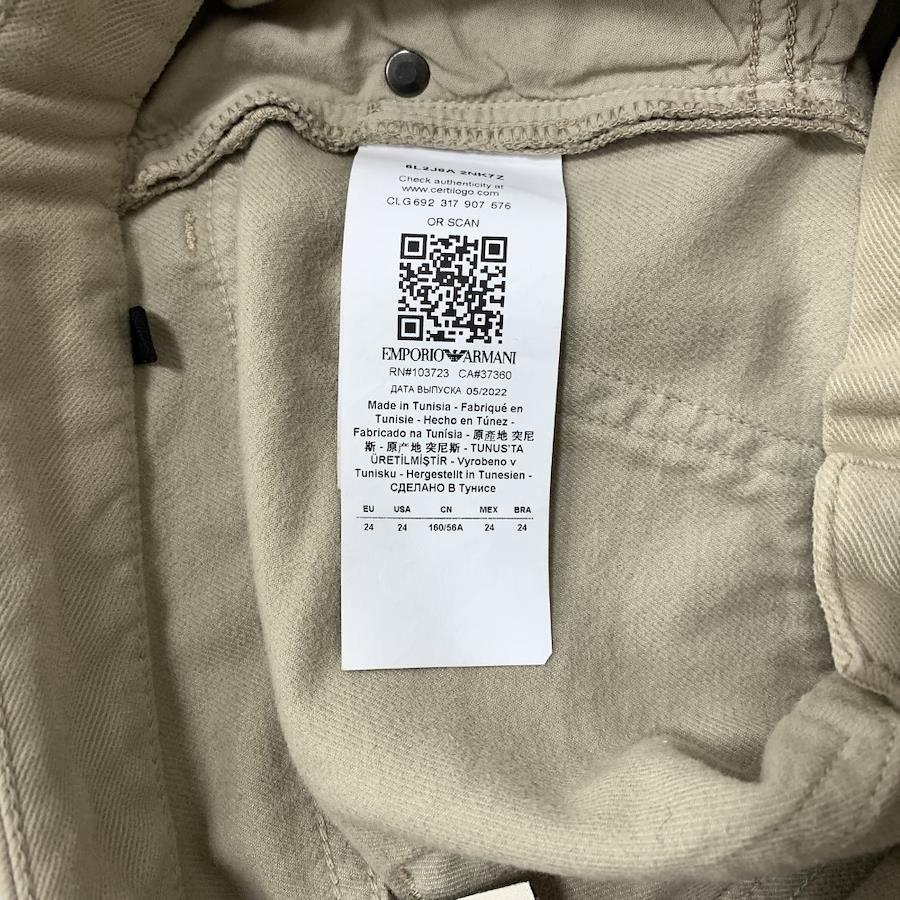 6L2J6A 2NK7Z
Check authenticity at
www.certilogo.com
CLG 692 317 907 576
OR SCAN
EMPORIO ARMANI
RN#103723 CA#37360
ДАТА ВЫПУСКА 05/2022
Made in Tunisia - Fabriqué en
Tunisie - Hecho en Túnez -
Fabricado na Tunísia - 原產地 突尼
斯 - 原产地 突尼斯 - TUNUS'TA
ÜRETİLMİŞTİR - Vyrobeno v
Tunisku - Hergestellt in Tunesien -
СДЕЛАНО В Тунисе
EU USA CN MEX BRA
24 24 160/56A 24 24